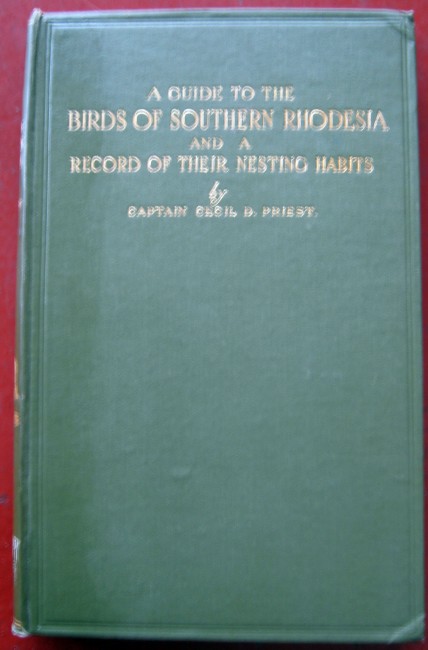 A GUIDE TO THE
BIRDS OF SOUTHERN RHODESIA
AND A
RECORD OF THEIR NESTING HABITS
by
CAPTAIN CECIL D. PRIEST.